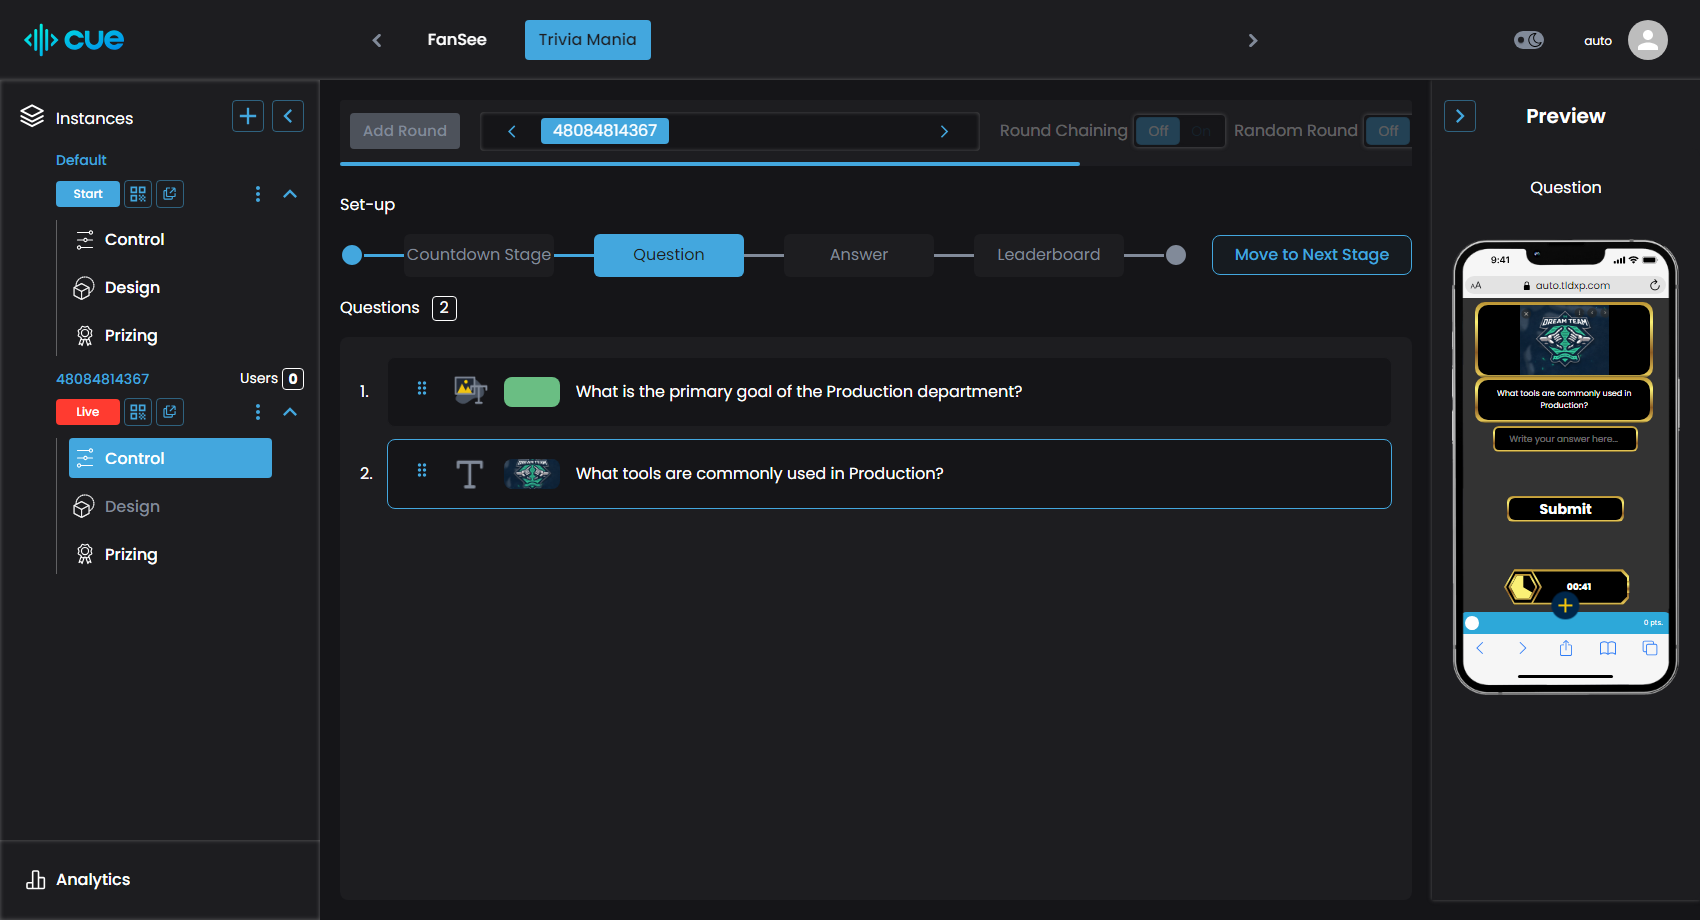 cue
FanSee
Trivia Mania
auto
Instances
Default
Start
Control
Design
Prizing
48084814367
Users 0
Live
Control
Design
Prizing
Analytics
Add Round
48084814367
Round Chaining
Off
On
Random Round
Off
Set-up
Countdown Stage
Question
Answer
Leaderboard
Move to Next Stage
Questions 2
1.
What is the primary goal of the Production department?
2.
T
What tools are commonly used in Production?
Preview
Question
9:41
AA
auto.tldxp.com
DREAM TEAM
What tools are commonly used in
Production?
Write your answer here...
Submit
00:41
0 pts.